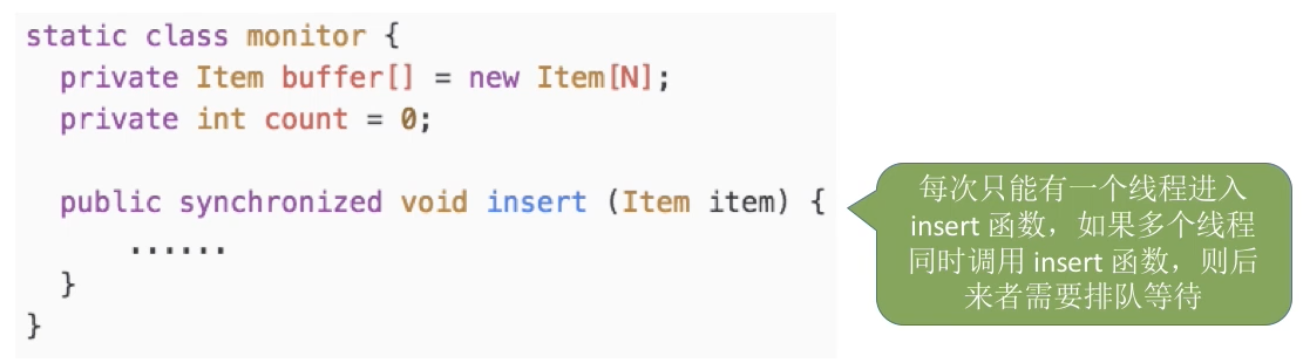 static class monitor {
private Item buffer[] = new Item[N];
private int count = 0;
public synchronized void insert (Item item) {
......
}
}
每次只能有一个线程进入
insert 函数，如果多个线程
同时调用 insert 函数，则后
来者需要排队等待